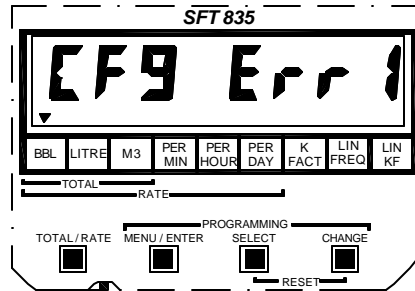 SFT 835
CFg Err 1
BBL LITRE M3 PER MIN PER HOUR PER DAY K FACT LIN FREQ LIN KF
TOTAL
RATE
PROGRAMMING
TOTAL/RATE MENU/ENTER SELECT CHANGE
RESET